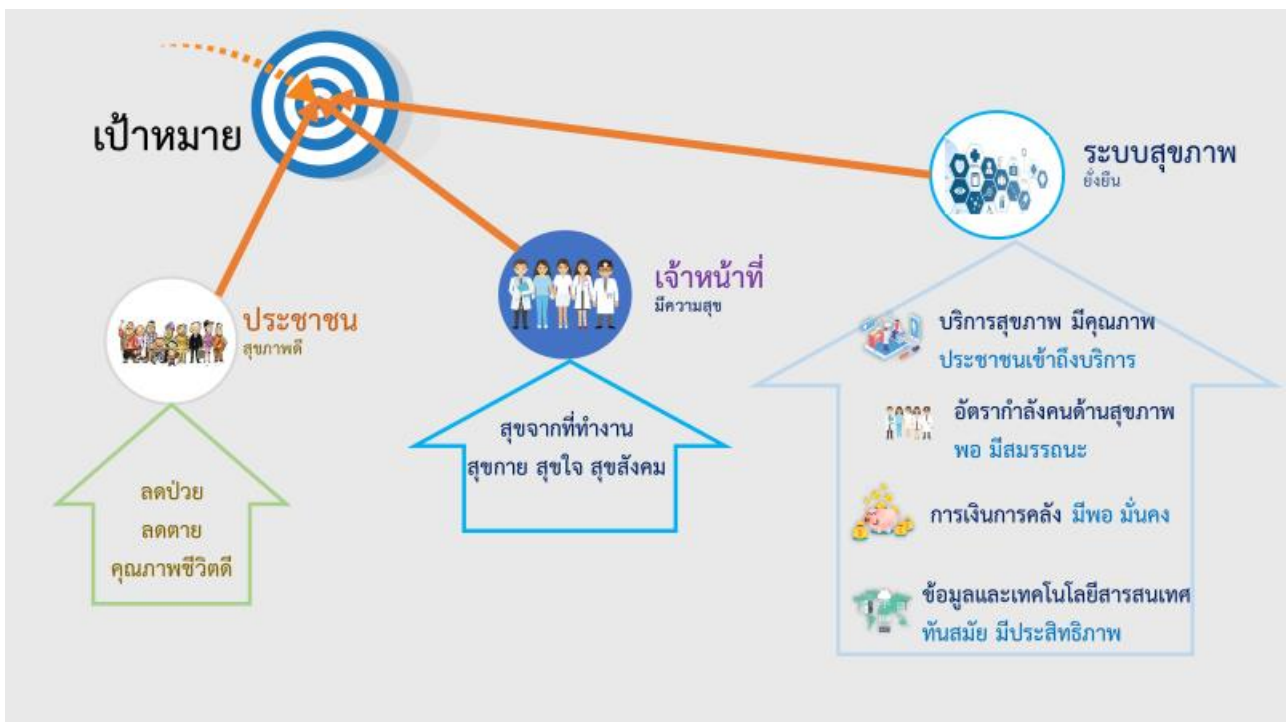 เป้าหมาย
ประชาชน
สุขภาพดี
ลดป่วย
ลดตาย
คุณภาพชีวิตดี
เจ้าหน้าที่
มีความสุข
สุขจากที่ทำงาน
สุขกาย สุขใจ สุขสังคม
ระบบสุขภาพ
ยั่งยืน
บริการสุขภาพ มีคุณภาพ
ประชาชนเข้าถึงบริการ
อัตรากำลังคนด้านสุขภาพ
พอ มีสมรรถนะ
การเงินการคลัง มีพอ มั่นคง
ข้อมูลและเทคโนโลยีสารสนเทศ
ทันสมัย มีประสิทธิภาพ